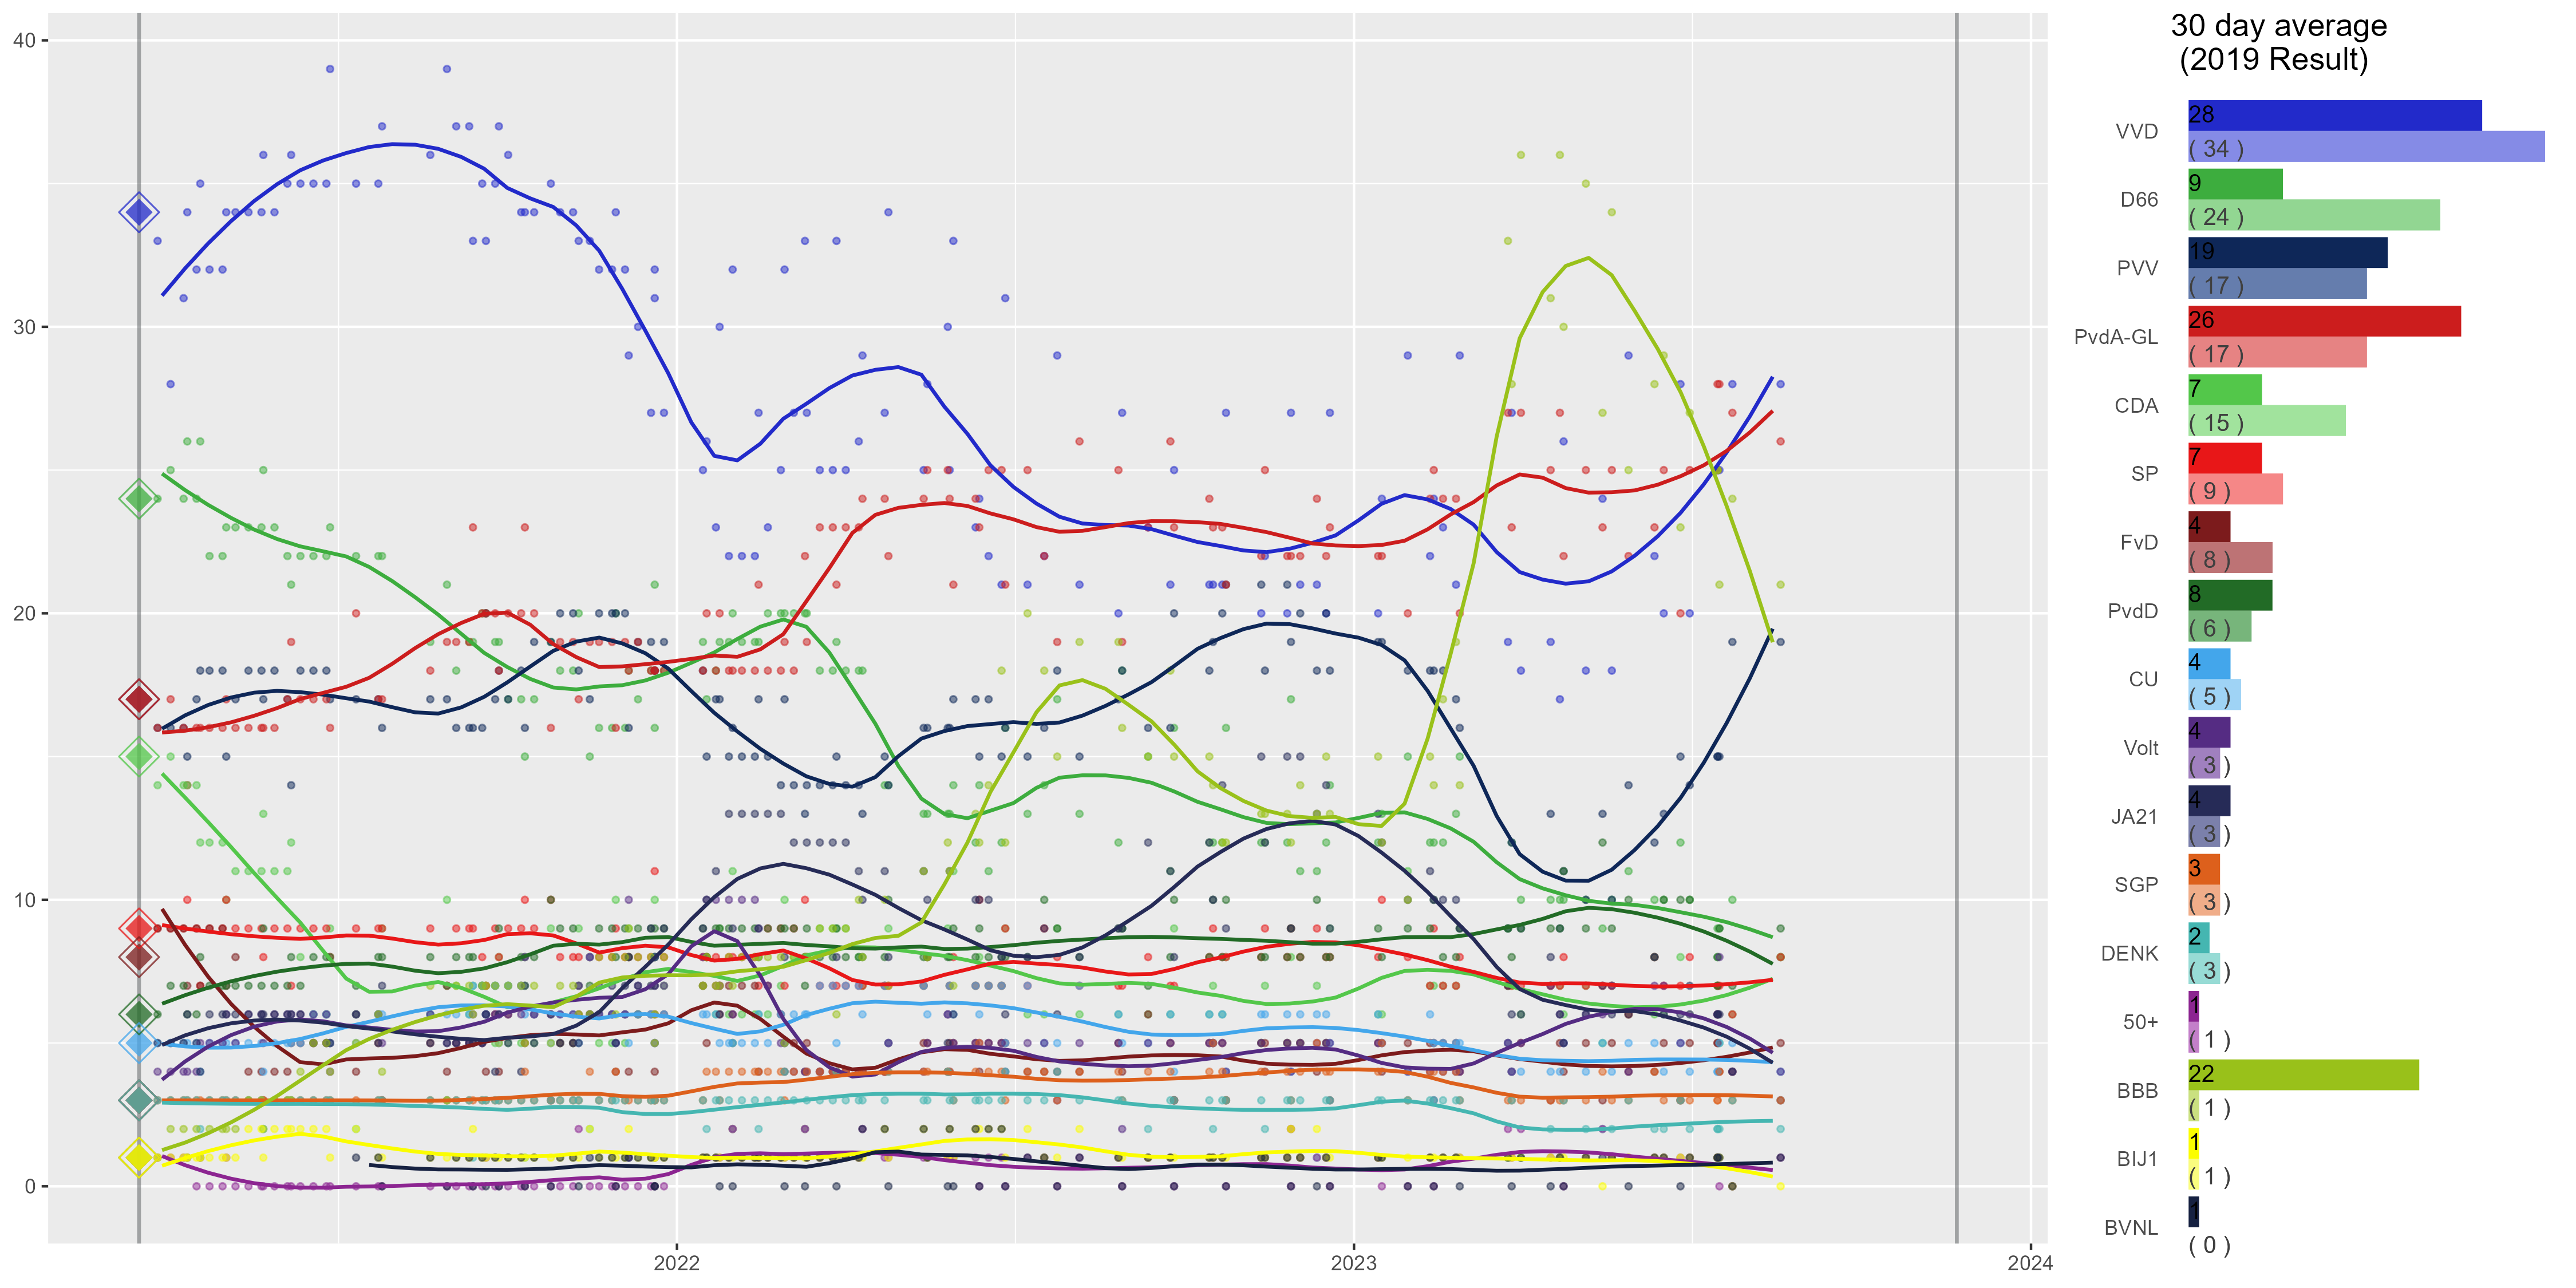 40
30
20
10
0
2022
2023
2024
30 day average
(2019 Result)
VVD
28
( 34 )
D66
9
( 24 )
PVV
19
( 17 )
PvdA-GL
26
( 17 )
CDA
7
( 15 )
SP
7
( 9 )
FvD
4
( 8 )
PvdD
8
( 6 )
CU
4
( 5 )
Volt
4
( 3 )
JA21
4
( 3 )
SGP
3
( 3 )
DENK
2
( 3 )
50+
1
( 1 )
BBB
22
( 1 )
BIJ1
1
( 1 )
BVNL
1
( 0 )